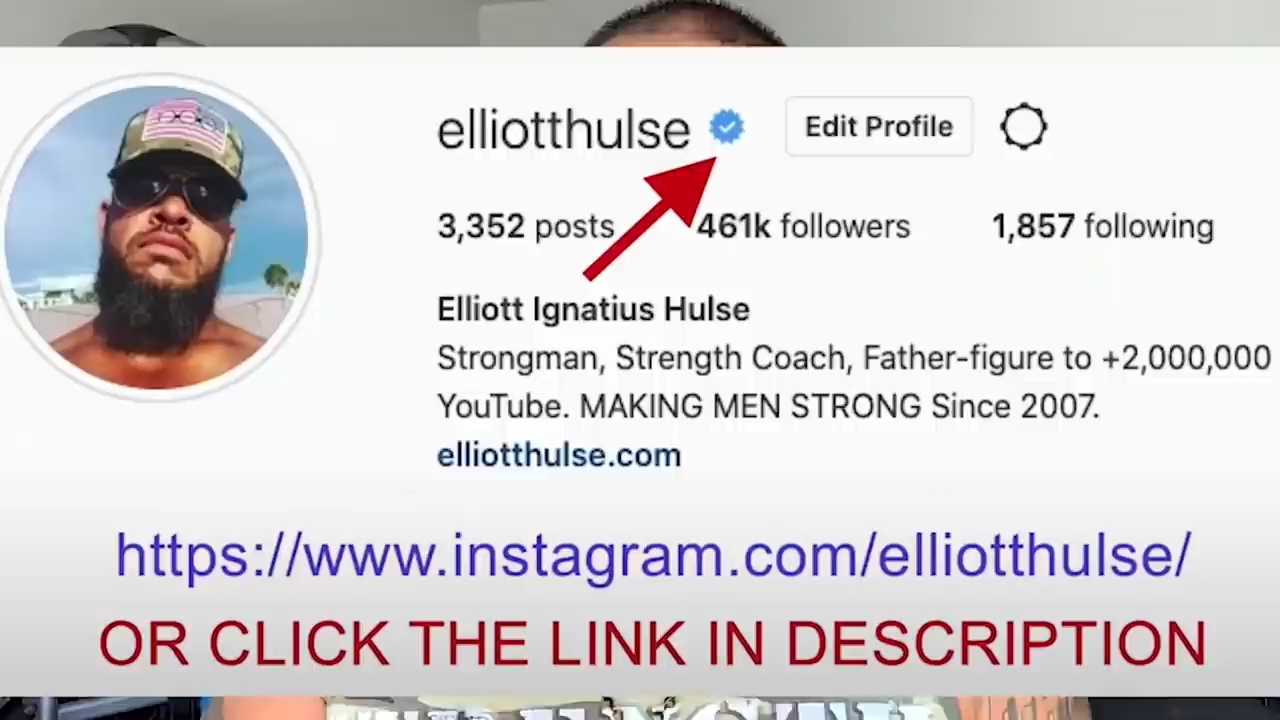 elliotthulse Edit Profile
3,352 posts 461k followers 1,857 following
Elliott Ignatius Hulse
Strongman, Strength Coach, Father-figure to +2,000,000
YouTube. MAKING MEN STRONG Since 2007.
elliotthulse.com
https://www.instagram.com/elliotthulse/
OR CLICK THE LINK IN DESCRIPTION